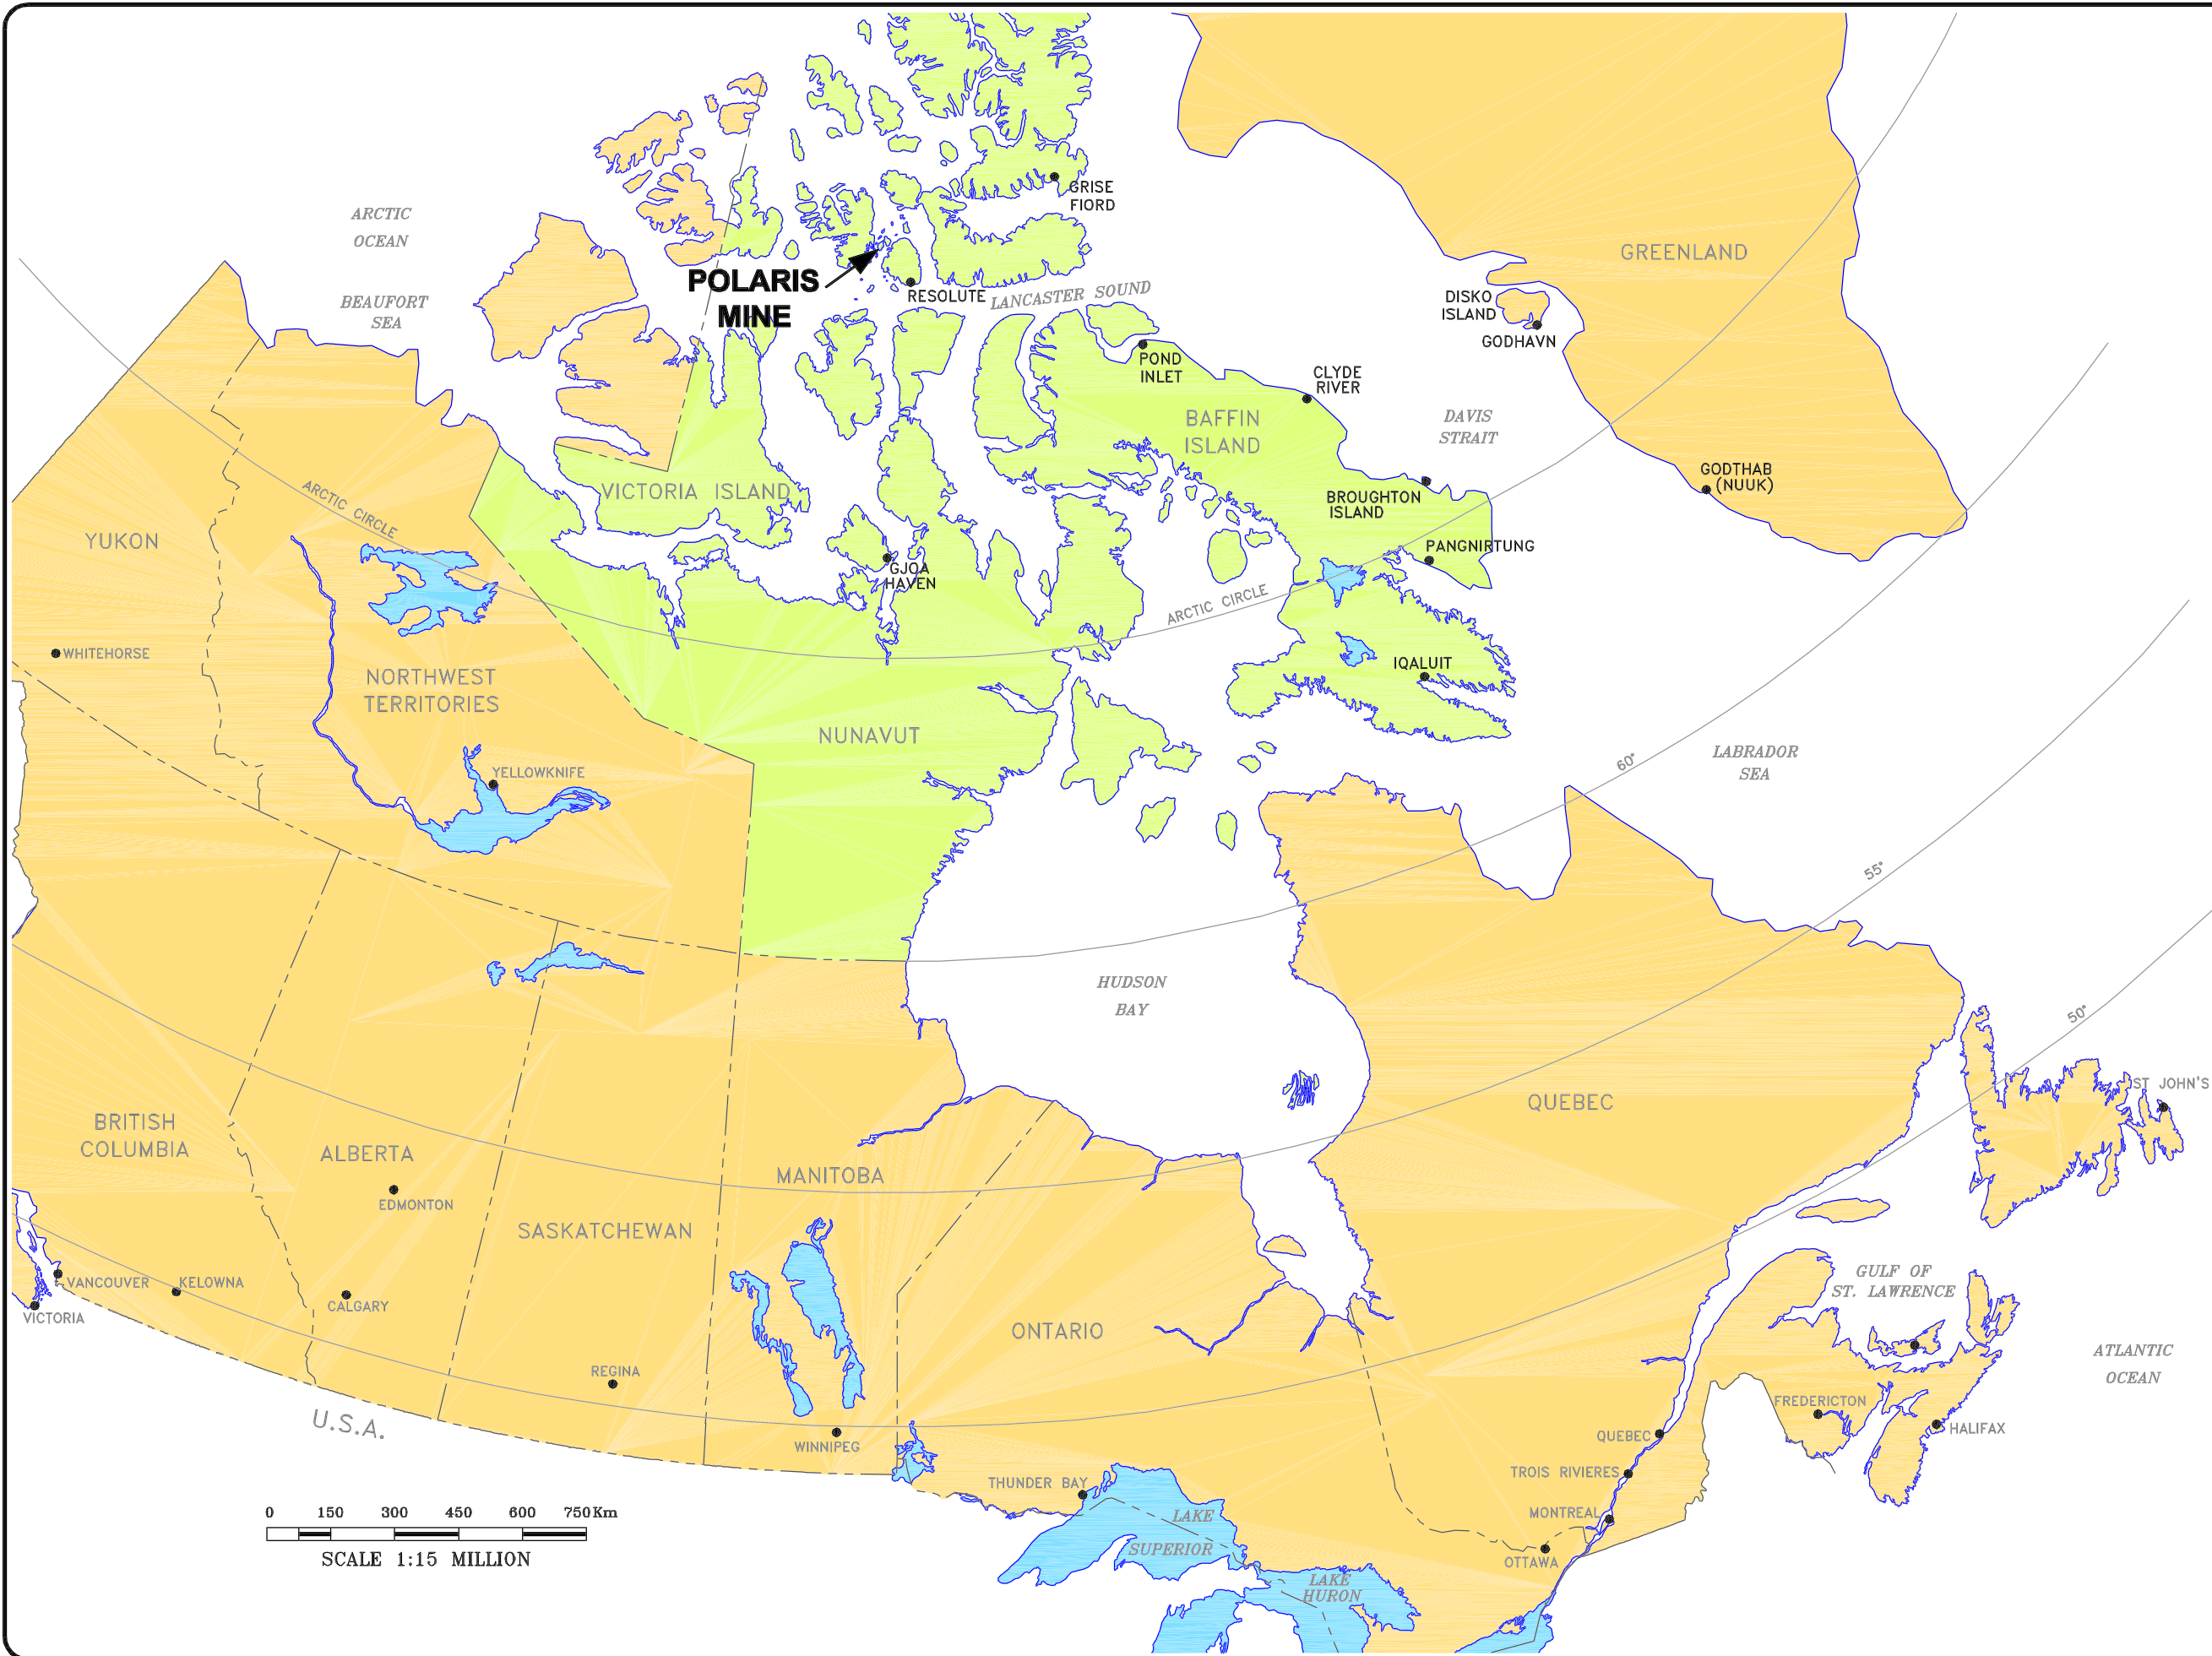 GRISE
FIORD
ARCTIC
OCEAN
GREENLAND
POLARIS
MINE
RESOLUTE
LANCASTER SOUND
BEAUFORT
SEA
DISKO
ISLAND
GODHAVN
POND
INLET
CLYDE
RIVER
BAFFIN
ISLAND
DAVIS
STRAIT
GODTHAB
(NUUK)
VICTORIA ISLAND
BROUGHTON
ISLAND
ARCTIC CIRCLE
YUKON
PANGNIRTUNG
GJOA
HAVEN
ARCTIC CIRCLE
WHITEHORSE
NORTHWEST
TERRITORIES
IQALUIT
NUNAVUT
60°
LABRADOR
SEA
YELLOWKNIFE
55°
HUDSON
BAY
50°
ST JOHN'S
QUEBEC
BRITISH
COLUMBIA
ALBERTA
MANITOBA
EDMONTON
SASKATCHEWAN
VANCOUVER
KELOWNA
VICTORIA
CALGARY
GULF OF
ST. LAWRENCE
ONTARIO
ATLANTIC
OCEAN
REGINA
U.S.A.
FREDERICTON
HALIFAX
QUEBEC
WINNIPEG
TROIS RIVIERES
THUNDER BAY
MONTREAL
LAKE
SUPERIOR
OTTAWA
LAKE
HURON
0 150 300 450 600 750Km
SCALE 1:15 MILLION